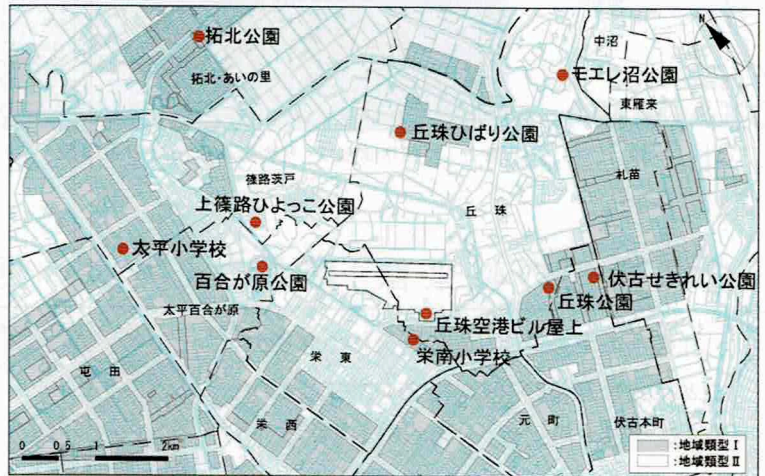 拓北公園
中沼
N
拓北・あいの里
モエレ沼公園
東雁来
丘珠ひばり公園
札苗
篠路茨戸
上篠路ひよっこ公園
丘珠
太平小学校
百合が原公園
伏古せきれい公園
丘珠公園
太平百合が原
丘珠空港ビル屋上
栄南小学校
栄東
屯田
栄西
元町
伏古本町
0 0.5 1 2km
:地域類型Ⅰ
:地域類型Ⅱ